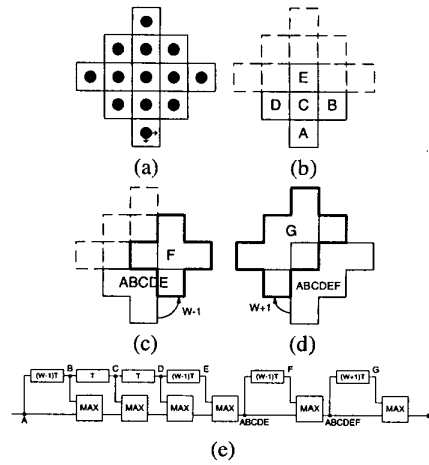 (a)
E
D C B
A
(b)
F
ABCDE
W-1
(c)
G
ABCDEF
W+1
(d)
B C D E F G
(W-1)T T T (W-1)T (W-1)T (W+1)T
MAX MAX MAX MAX MAX MAX
A ABCDE ABCDEF
(e)